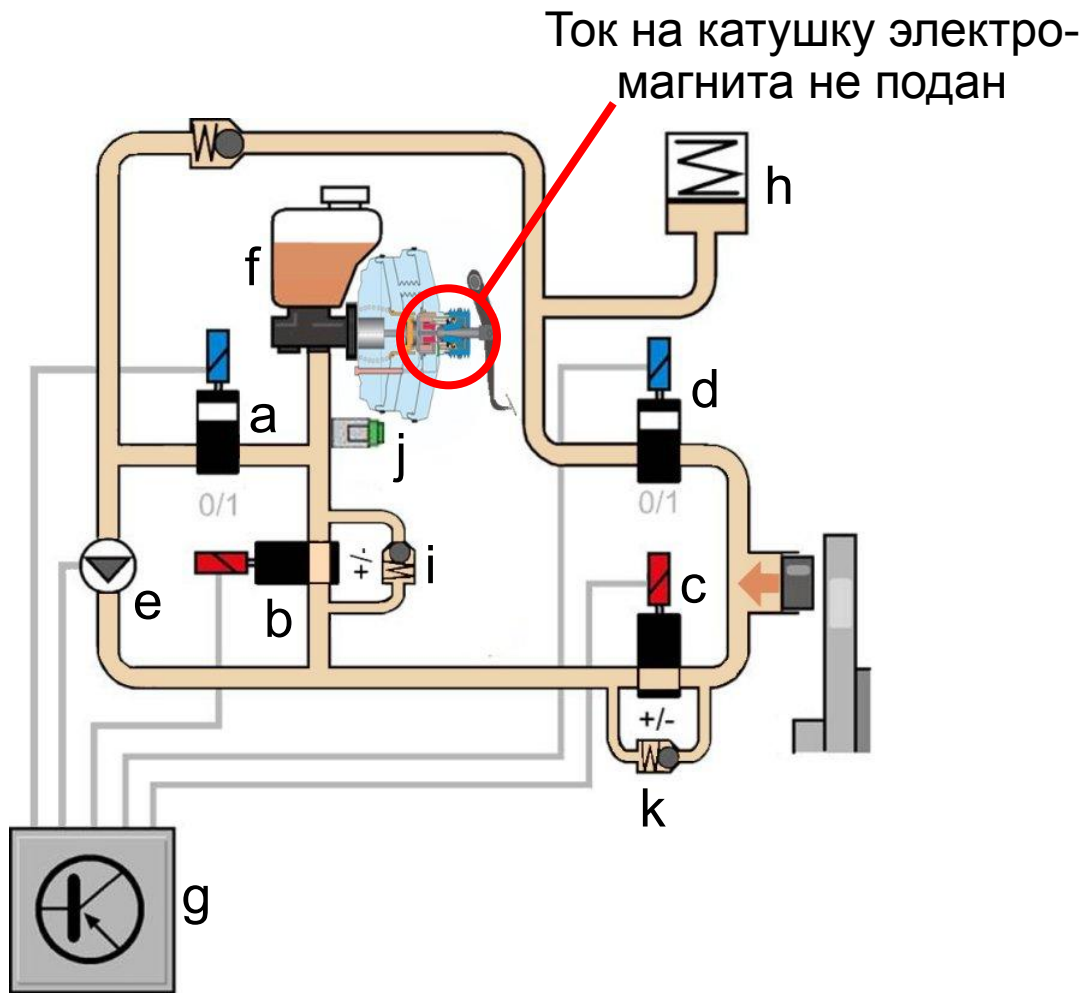 Ток на катушку электро-
магнита не подан
h
f
d
a
j
0/1
0/1
+/-
i
c
e
b
+/-
k
g